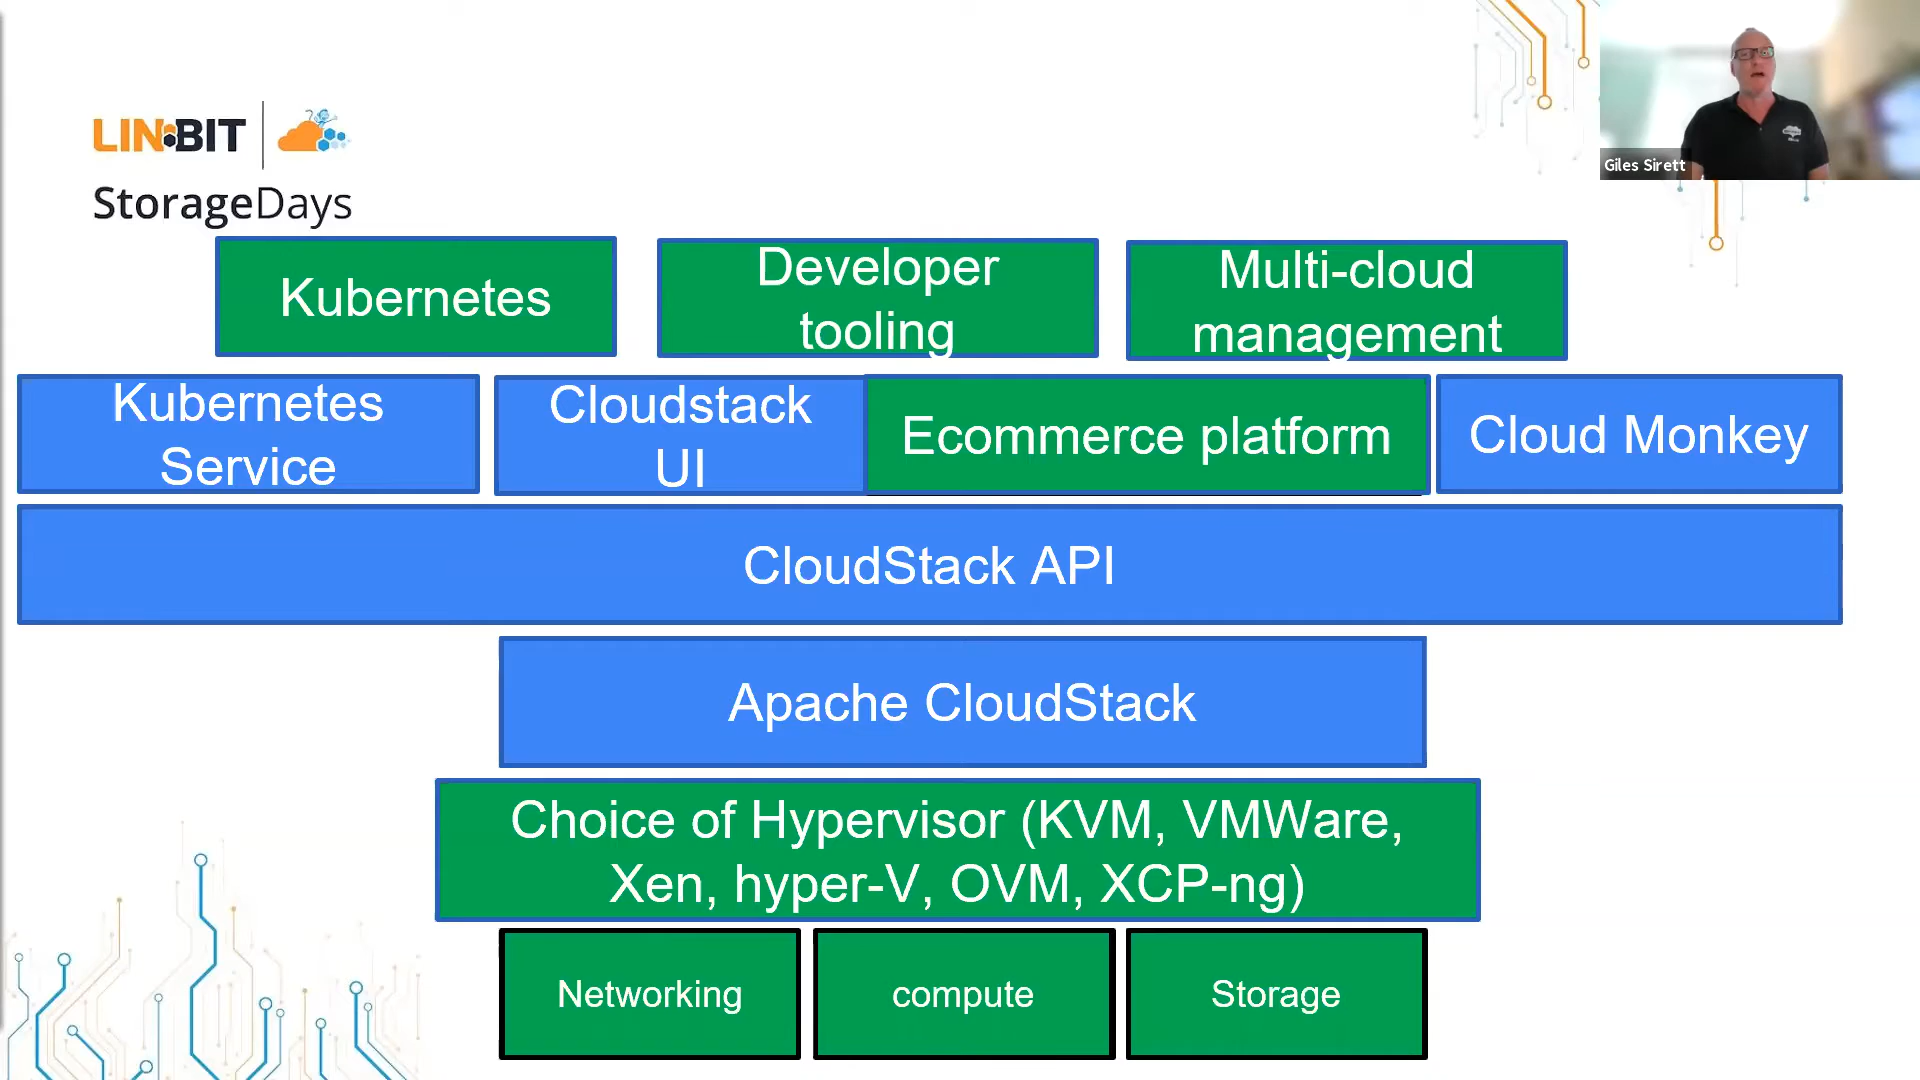 LINBIT
StorageDays
Giles Sirett
Kubernetes
Developer
tooling
Multi-cloud
management
Kubernetes
Service
Cloudstack
UI
Ecommerce platform
Cloud Monkey
CloudStack API
Apache CloudStack
Choice of Hypervisor (KVM, VMWare,
Xen, hyper-V, OVM, XCP-ng)
Networking
compute
Storage